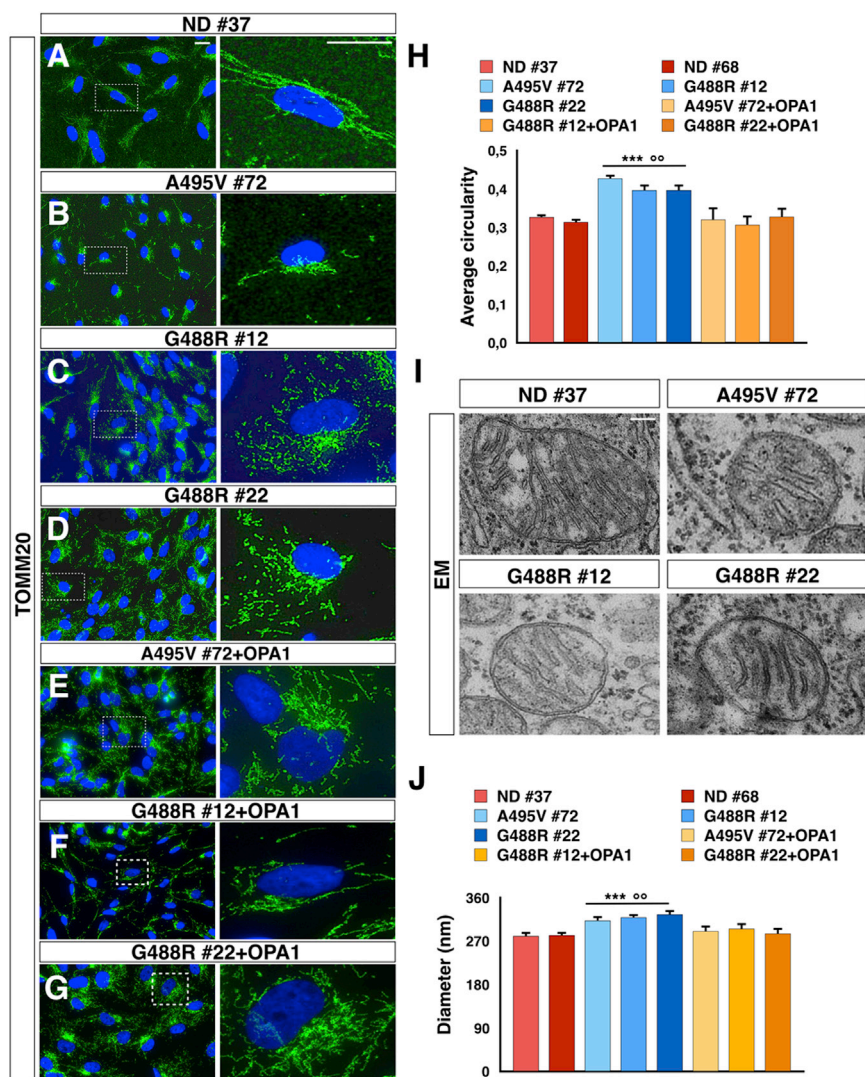 ND #37
A
A495V #72
B
G488R #12
C
G488R #22
D
A495V #72+OPA1
E
G488R #12+OPA1
F
G488R #22+OPA1
G
TOMM20
H
ND #37
ND #68
A495V #72
G488R #12
G488R #22
A495V #72+OPA1
G488R #12+OPA1
G488R #22+OPA1
*** °°
0,5
0,4
0,3
0,2
0,1
0,0
Average circularity
I
ND #37
A495V #72
G488R #12
G488R #22
EM
J
ND #37
ND #68
A495V #72
G488R #12
G488R #22
A495V #72+OPA1
G488R #12+OPA1
G488R #22+OPA1
*** °°
360
270
180
90
0
Diameter (nm)